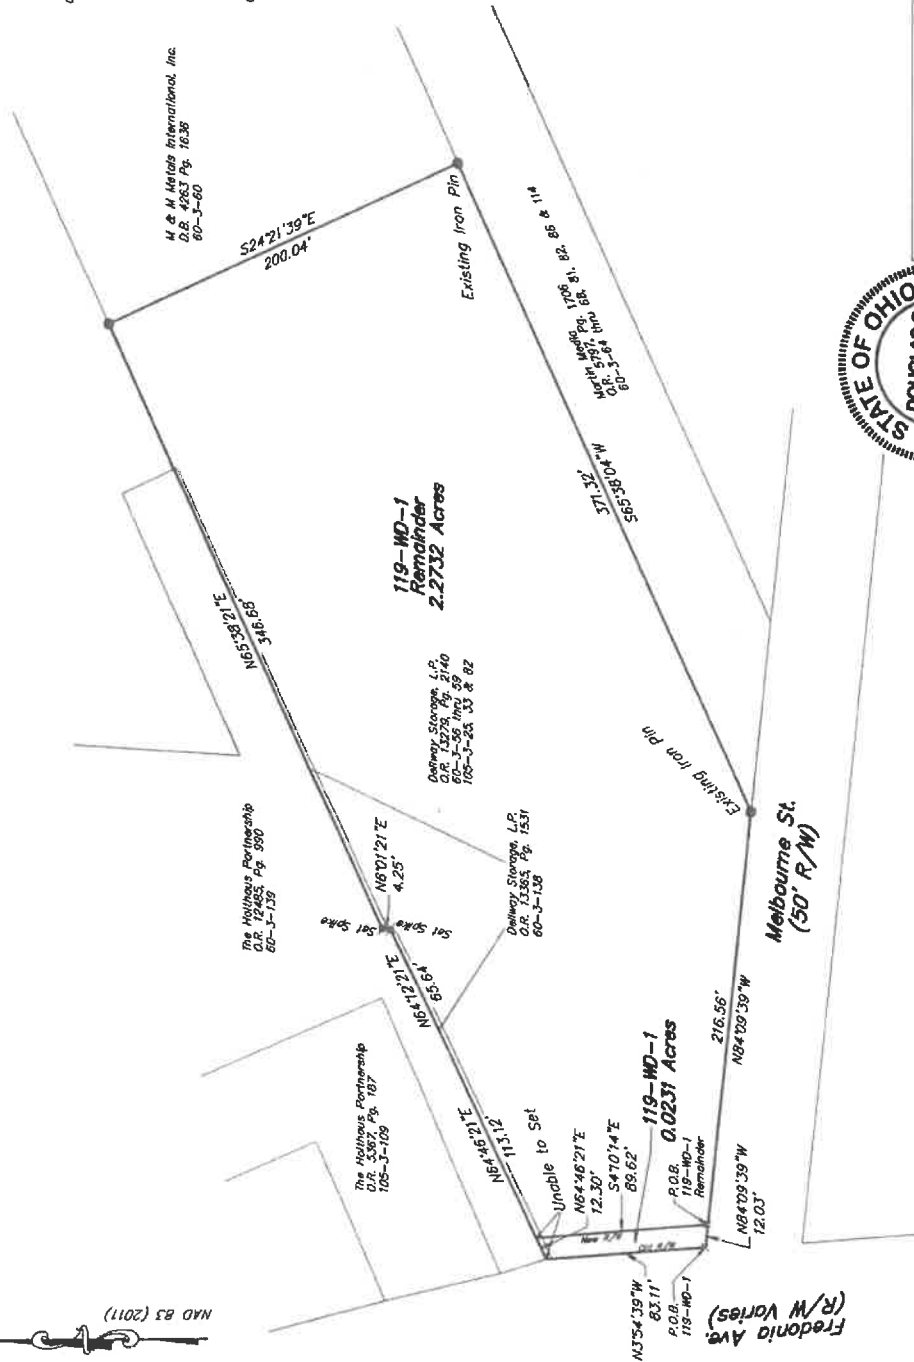 M & M Metals International, Inc.
D.B. 4263 Pg. 1636
60-3-60
S24°21'39"E
200.04'
Existing Iron Pin
Martin Media
O.R. 5797, Pg. 1706
60-3-64 thru 68, 81, 82, 86 & 114
371.32'
S65°38'04"W
STATE OF OHIO
N65°38'21"E
346.68'
119-WD-1
Remainder
2.2732 Acres
Dellway Storage, L.P.
O.R. 13279, Pg. 2140
60-3-56 thru 59
105-3-25, 33 & 82
The Holthaus Partnership
O.R. 12485, Pg. 990
60-3-139
Set Spike
Set Spike
N6°01'21"E
4.25'
Dellway Storage, L.P.
O.R. 13365, Pg. 1531
60-3-138
Existing Iron Pin
Melbourne St.
(50' R/W)
N64°12'21"E
65.64'
The Holthaus Partnership
O.R. 5367, Pg. 187
105-3-109
N64°46'21"E
113.12'
Unable to Set
N64°46'21"E
12.30'
S4°10'14"E
89.62'
119-WD-1
0.0231 Acres
216.56'
N84°09'39"W
P.O.B.
119-WD-1
Remainder
New R/W
Old R/W
N84°09'39"W
12.03'
N3°54'39"W
83.11'
P.O.B.
119-WD-1
Fredonia Ave.
(R/W Varies)
NAD 83 (2011)